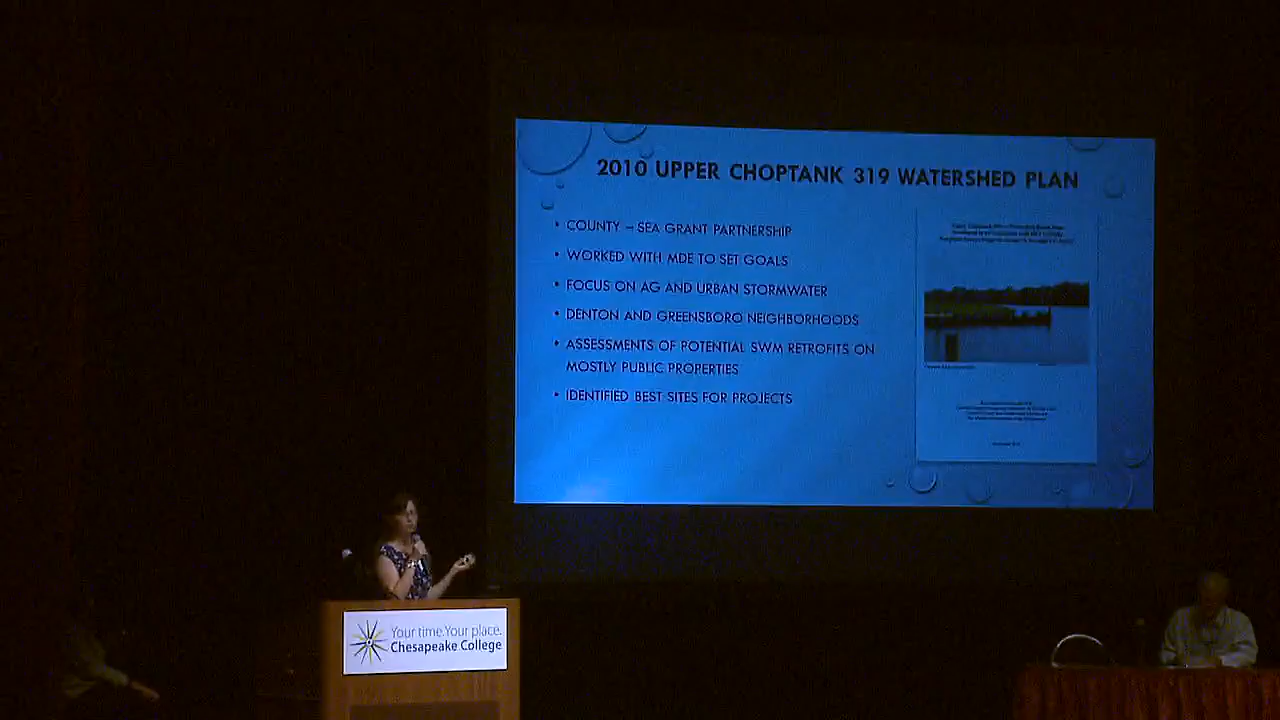 2010 UPPER CHOPTANK 319 WATERSHED PLAN
• COUNTY – SEA GRANT PARTNERSHIP
• WORKED WITH MDE TO SET GOALS
• FOCUS ON AG AND URBAN STORMWATER
• DENTON AND GREENSBORO NEIGHBORHOODS
• ASSESSMENTS OF POTENTIAL SWM RETROFITS ON
MOSTLY PUBLIC PROPERTIES
• IDENTIFIED BEST SITES FOR PROJECTS
Your time. Your place.
Chesapeake College